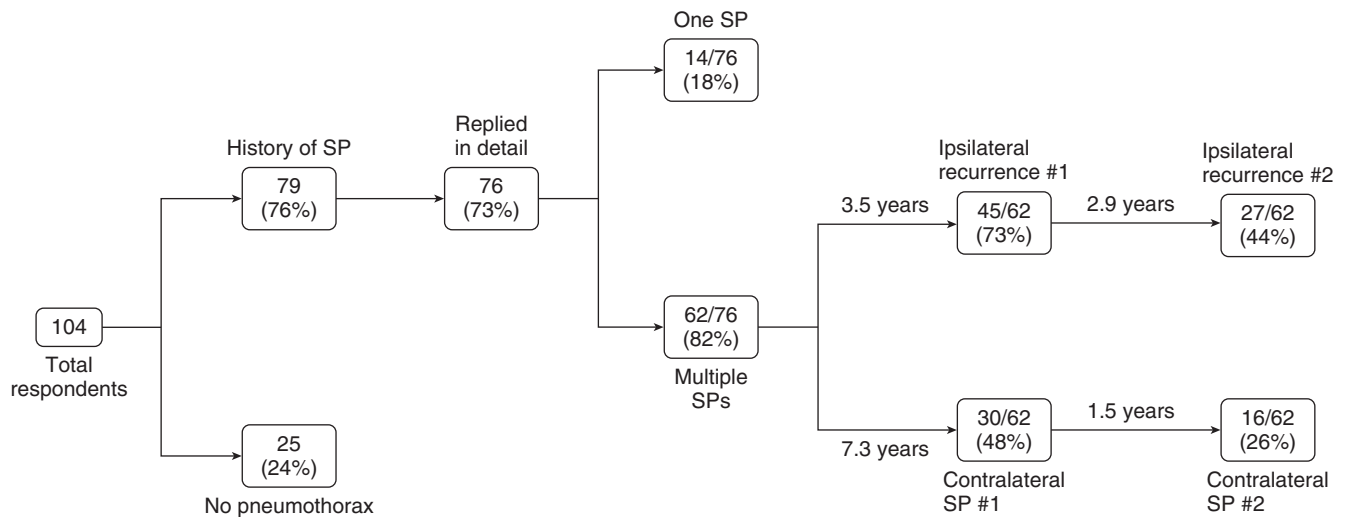 One SP
14/76
(18%)
History of SP
79
(76%)
Replied
in detail
76
(73%)
Ipsilateral
recurrence #1
3.5 years
45/62
(73%)
Ipsilateral
recurrence #2
2.9 years
27/62
(44%)
104
Total
respondents
62/76
(82%)
Multiple
SPs
25
(24%)
No pneumothorax
7.3 years
30/62
(48%)
Contralateral
SP #1
1.5 years
16/62
(26%)
Contralateral
SP #2